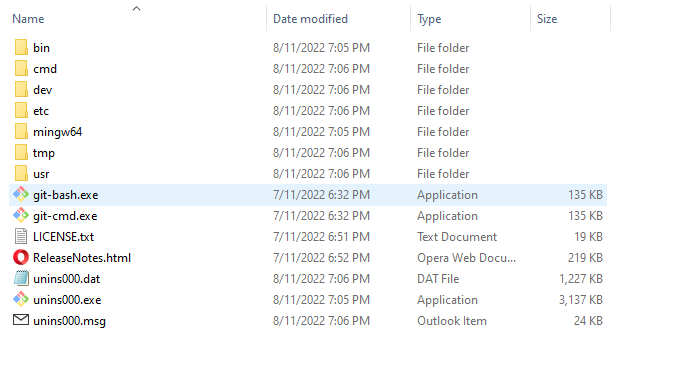 Name Date modified Type Size
bin 8/11/2022 7:05 PM File folder
cmd 8/11/2022 7:06 PM File folder
dev 8/11/2022 7:06 PM File folder
etc 8/11/2022 7:06 PM File folder
mingw64 8/11/2022 7:05 PM File folder
tmp 8/11/2022 7:06 PM File folder
usr 8/11/2022 7:06 PM File folder
git-bash.exe 7/11/2022 6:32 PM Application 135 KB
git-cmd.exe 7/11/2022 6:32 PM Application 135 KB
LICENSE.txt 7/11/2022 6:51 PM Text Document 19 KB
ReleaseNotes.html 7/11/2022 6:52 PM Opera Web Docu... 219 KB
unins000.dat 8/11/2022 7:06 PM DAT File 1,227 KB
unins000.exe 8/11/2022 7:05 PM Application 3,137 KB
unins000.msg 8/11/2022 7:06 PM Outlook Item 24 KB